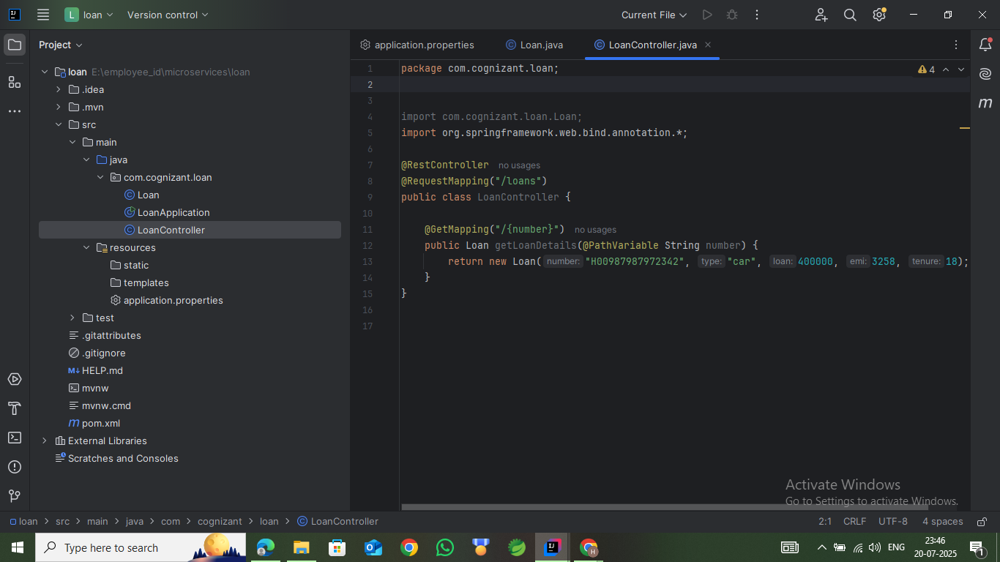 L loan Version control Current File
Project
application.properties Loan.java LoanController.java
loan E:\employee_id\microservices\loan
.idea
.mvn
src
main
java
com.cognizant.loan
Loan
LoanApplication
LoanController
resources
static
templates
application.properties
test
.gitattributes
.gitignore
M↓ HELP.md
mvnw
mvnw.cmd
m pom.xml
External Libraries
Scratches and Consoles
1 package com.cognizant.loan;
4
2
3
4 import com.cognizant.loan.Loan;
5 import org.springframework.web.bind.annotation.*;
6
7 @RestController no usages
8 @RequestMapping("/loans")
9 public class LoanController {
10
11 @GetMapping("/{number}") no usages
12 public Loan getLoanDetails(@PathVariable String number) {
13 return new Loan( number: "H00987987972342", type: "car", loan: 400000, emi: 3258, tenure: 18);
14 }
15 }
16
17
m
Activate Windows
Go to Settings to activate Windows.
loan > src > main > java > com > cognizant > loan > LoanController 2:1 CRLF UTF-8 4 spaces
Type here to search
ENG
23:46
20-07-2025
1